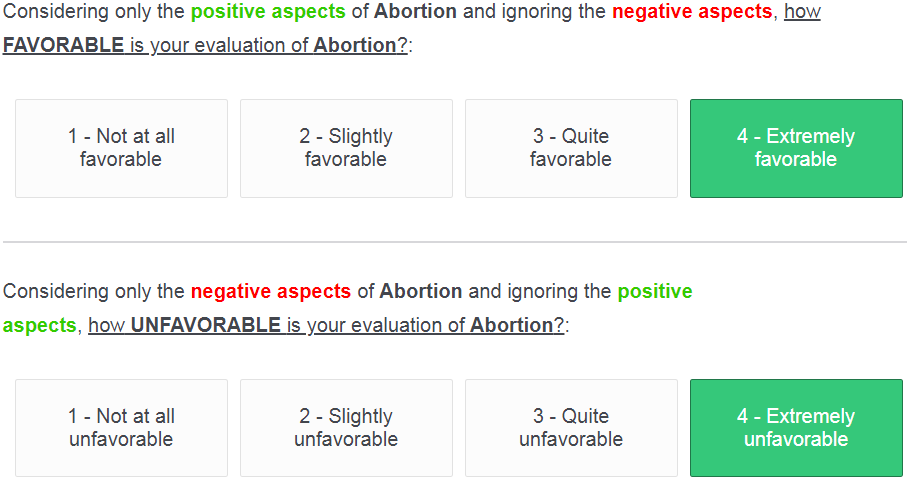 Considering only the positive aspects of Abortion and ignoring the negative aspects, how
FAVORABLE is your evaluation of Abortion?:
1 - Not at all
favorable
2 - Slightly
favorable
3 - Quite
favorable
4 - Extremely
favorable
Considering only the negative aspects of Abortion and ignoring the positive
aspects, how UNFAVORABLE is your evaluation of Abortion?:
1 - Not at all
unfavorable
2 - Slightly
unfavorable
3 - Quite
unfavorable
4 - Extremely
unfavorable